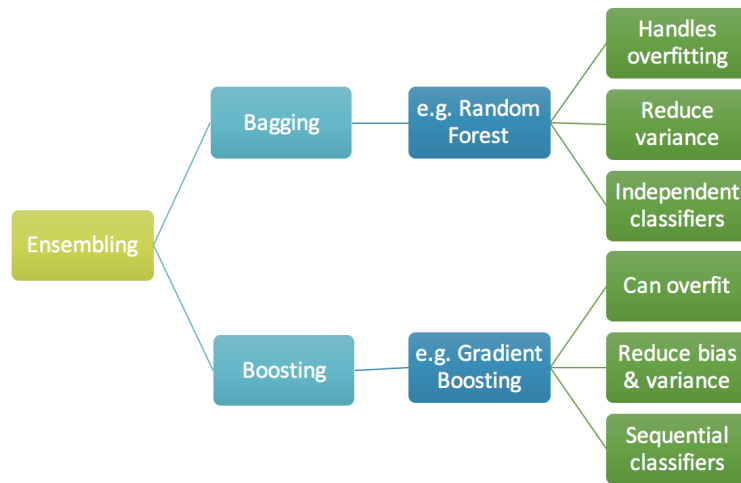 Handles
overfitting
Bagging
e.g. Random
Forest
Reduce
variance
Independent
classifiers
Ensembling
Can overfit
Boosting
e.g. Gradient
Boosting
Reduce bias
& variance
Sequential
classifiers